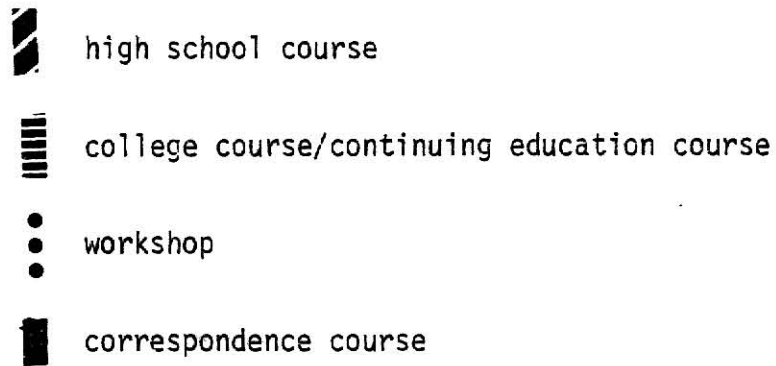 high school course
college course/continuing education course
workshop
correspondence course